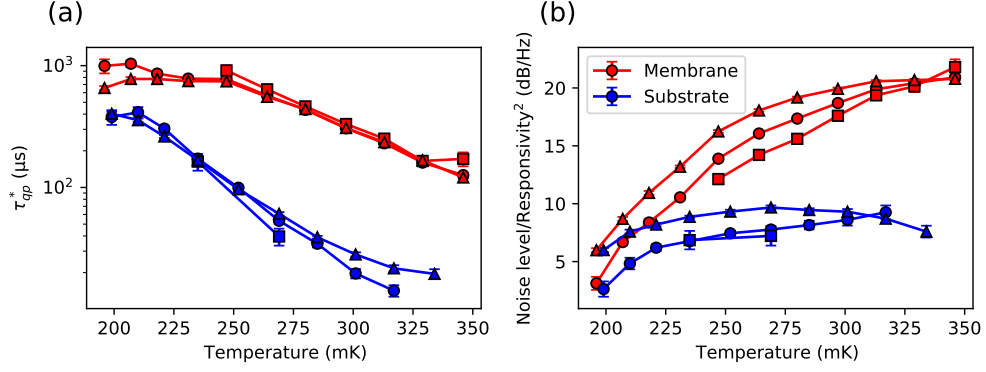 (a)
10³
10²
τ*qp (µs)
200 225 250 275 300 325 350
Temperature (mK)
(b)
Membrane
Substrate
20
15
10
5
Noise level/Responsivity² (dB/Hz)
200 225 250 275 300 325 350
Temperature (mK)